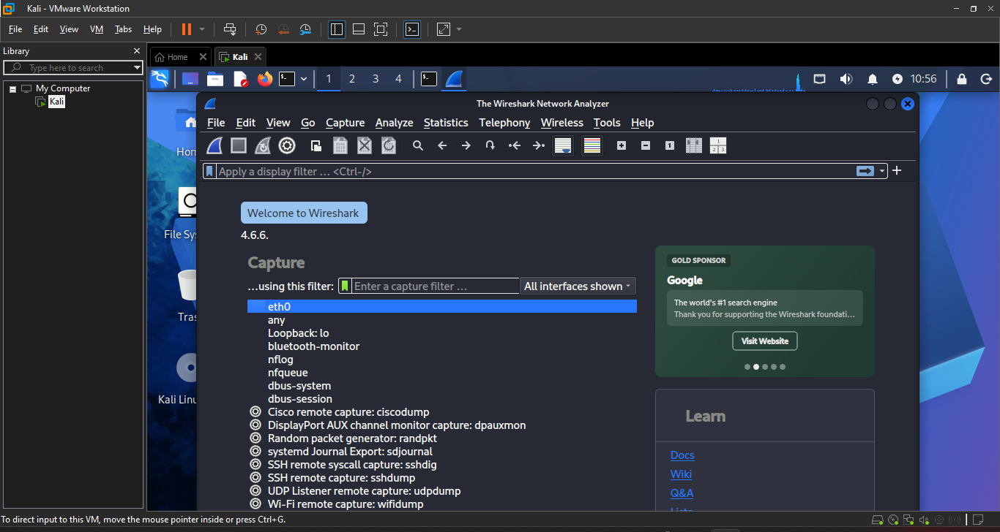 Kali - VMware Workstation
File Edit View VM Tabs Help
Library
Type here to search
My Computer
Kali
Home
Kali
1 2 3 4
10:56
Hom
File Sys
Tras
Kali Linu
The Wireshark Network Analyzer
File Edit View Go Capture Analyze Statistics Telephony Wireless Tools Help
Apply a display filter … <Ctrl-/>
Welcome to Wireshark
4.6.6.
Capture
…using this filter: Enter a capture filter … All interfaces shown
eth0
any
Loopback: lo
bluetooth-monitor
nflog
nfqueue
dbus-system
dbus-session
Cisco remote capture: ciscodump
DisplayPort AUX channel monitor capture: dpauxmon
Random packet generator: randpkt
systemd Journal Export: sdjournal
SSH remote syscall capture: sshdig
SSH remote capture: sshdump
UDP Listener remote capture: udpdump
Wi-Fi remote capture: wifidump
GOLD SPONSOR
Google
The world's #1 search engine
Thank you for supporting the Wireshark foundati...
Visit Website
Learn
Docs
Wiki
Q&A
To direct input to this VM, move the mouse pointer inside or press Ctrl+G.